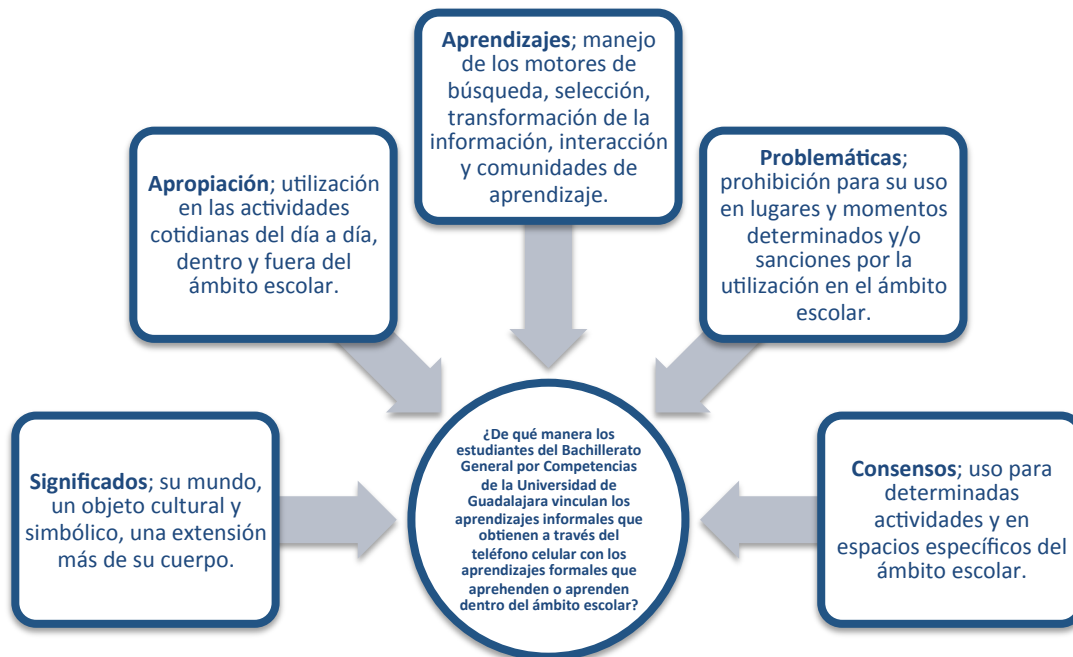 Significados; su mundo,
un objeto cultural y
simbólico, una extensión
más de su cuerpo.
Apropiación; utilización
en las actividades
cotidianas del día a día,
dentro y fuera del
ámbito escolar.
Aprendizajes; manejo
de los motores de
búsqueda, selección,
transformación de la
información, interacción
y comunidades de
aprendizaje.
Problemáticas;
prohibición para su uso
en lugares y momentos
determinados y/o
sanciones por la
utilización en el ámbito
escolar.
Consensos; uso para
determinadas
actividades y en
espacios específicos del
ámbito escolar.
¿De qué manera los
estudiantes del Bachillerato
General por Competencias
de la Universidad de
Guadalajara vinculan los
aprendizajes informales que
obtienen a través del
teléfono celular con los
aprendizajes formales que
aprehenden o aprenden
dentro del ámbito escolar?